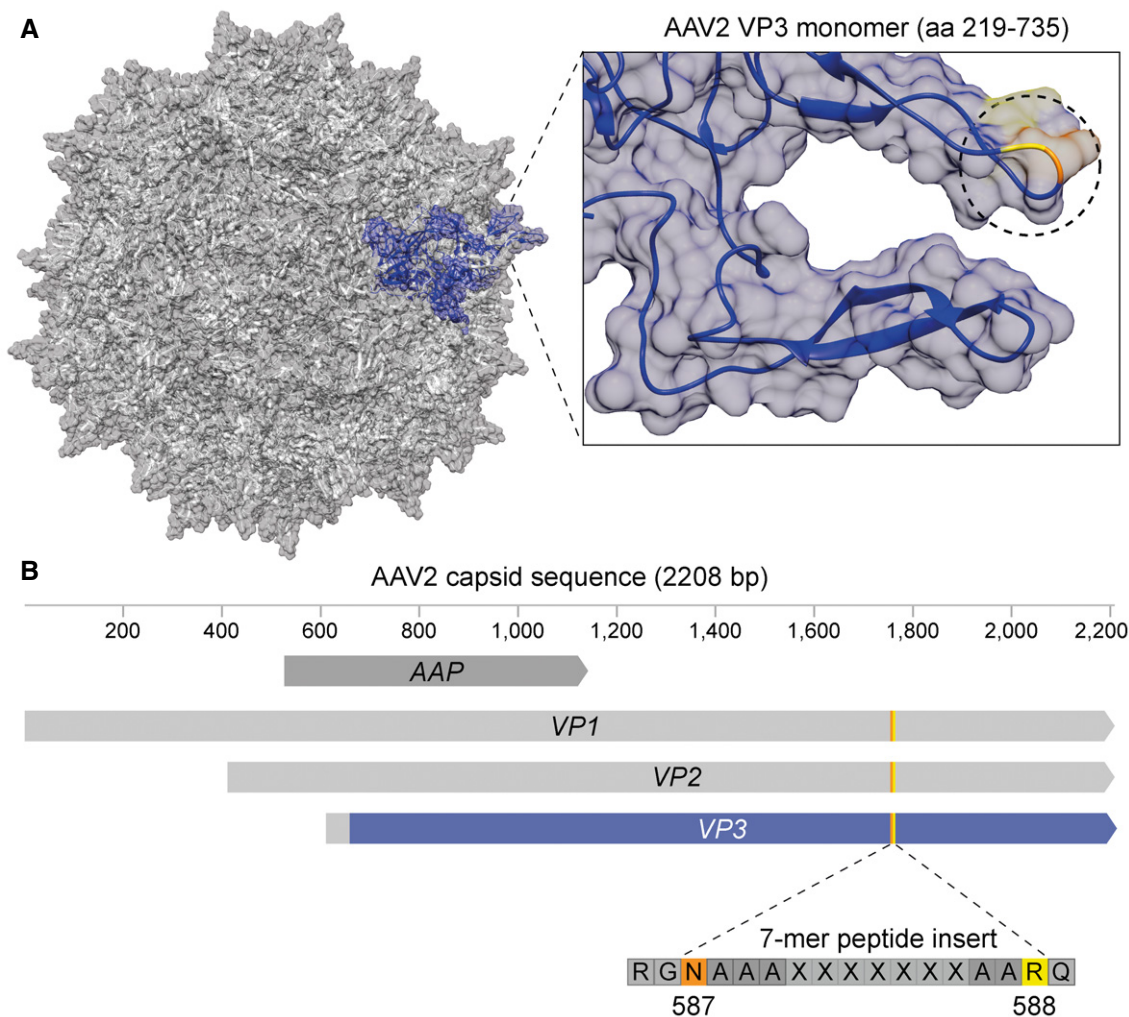 A
AAV2 VP3 monomer (aa 219-735)
B
AAV2 capsid sequence (2208 bp)
200 400 600 800 1,000 1,200 1,400 1,600 1,800 2,000 2,200
AAP
VP1
VP2
VP3
7-mer peptide insert
R G N A A A X X X X X X X A A R Q
587 588